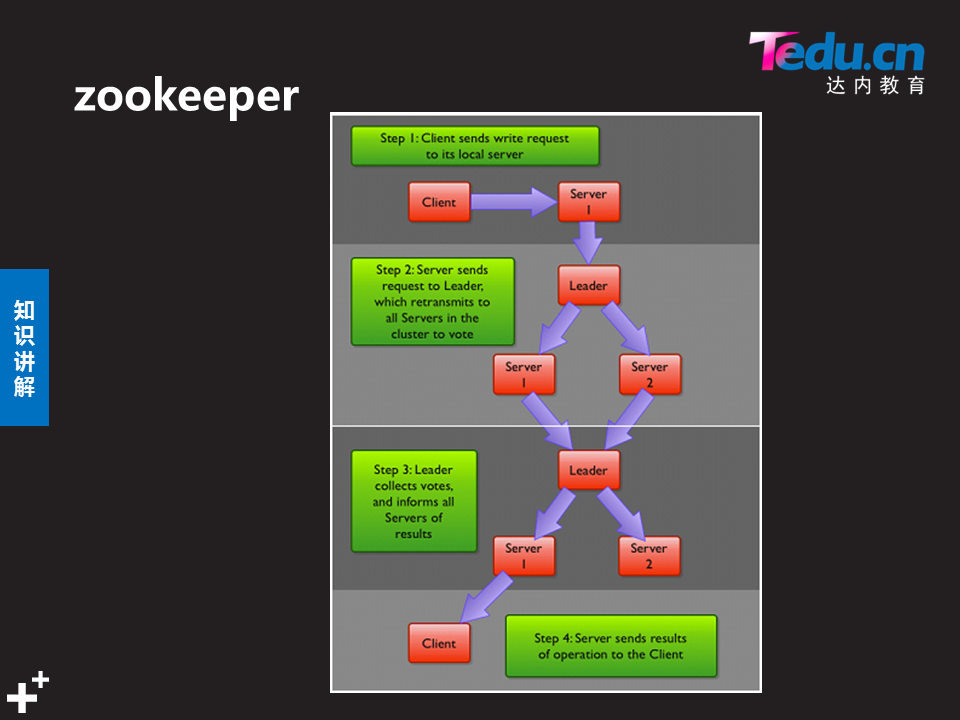 Tedu.cn
达内教育
zookeeper
Step 1: Client sends write request
to its local server
Client
Server
1
Step 2: Server sends
request to Leader,
which retransmits to
all Servers in the
cluster to vote
Leader
Server
1
Server
2
知
识
讲
解
Step 3: Leader
collects votes,
and informs all
Servers of
results
Leader
Server
1
Server
2
Client
Step 4: Server sends results
of operation to the Client